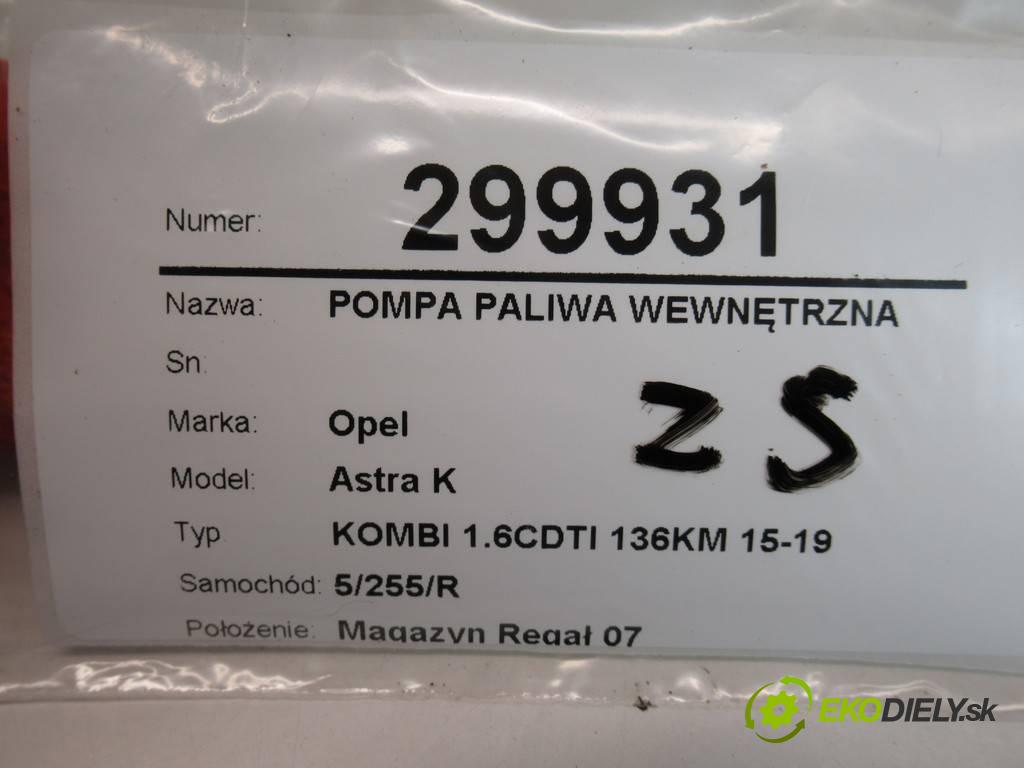 Numer: 299931
Nazwa: POMPA PALIWA WEWNĘTRZNA
Sn.
Marka: Opel
ZS
Model: Astra K
Typ KOMBI 1.6CDTI 136KM 15-19
Samochód: 5/255/R
Położenie: Magazyn Regał 07
EKODIELY.sk